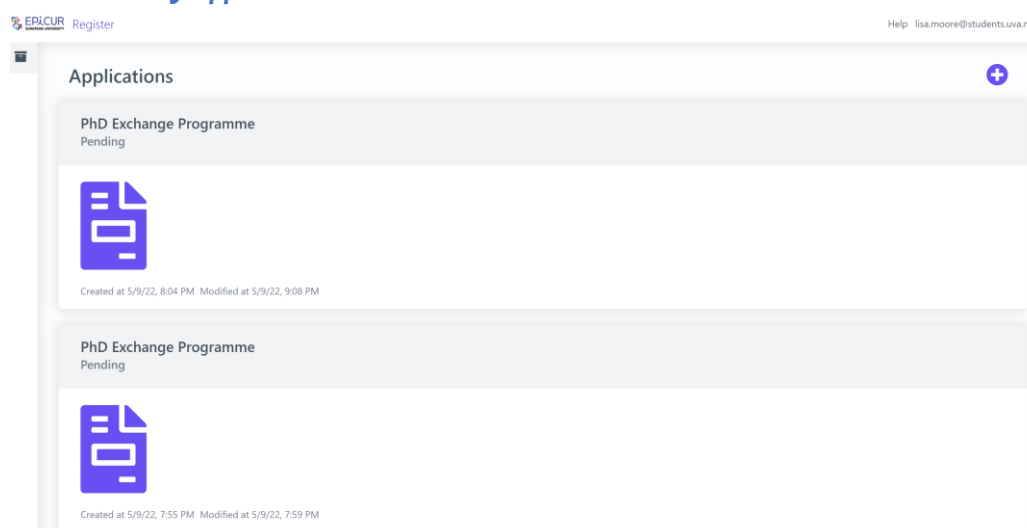 EPICUR Register Help lisa.moore@students.uva.n
EUROPEAN UNIVERSITY
Applications
PhD Exchange Programme
Pending
Created at 5/9/22, 8:04 PM Modified at 5/9/22, 9:08 PM
PhD Exchange Programme
Pending
Created at 5/9/22, 7:55 PM Modified at 5/9/22, 7:59 PM